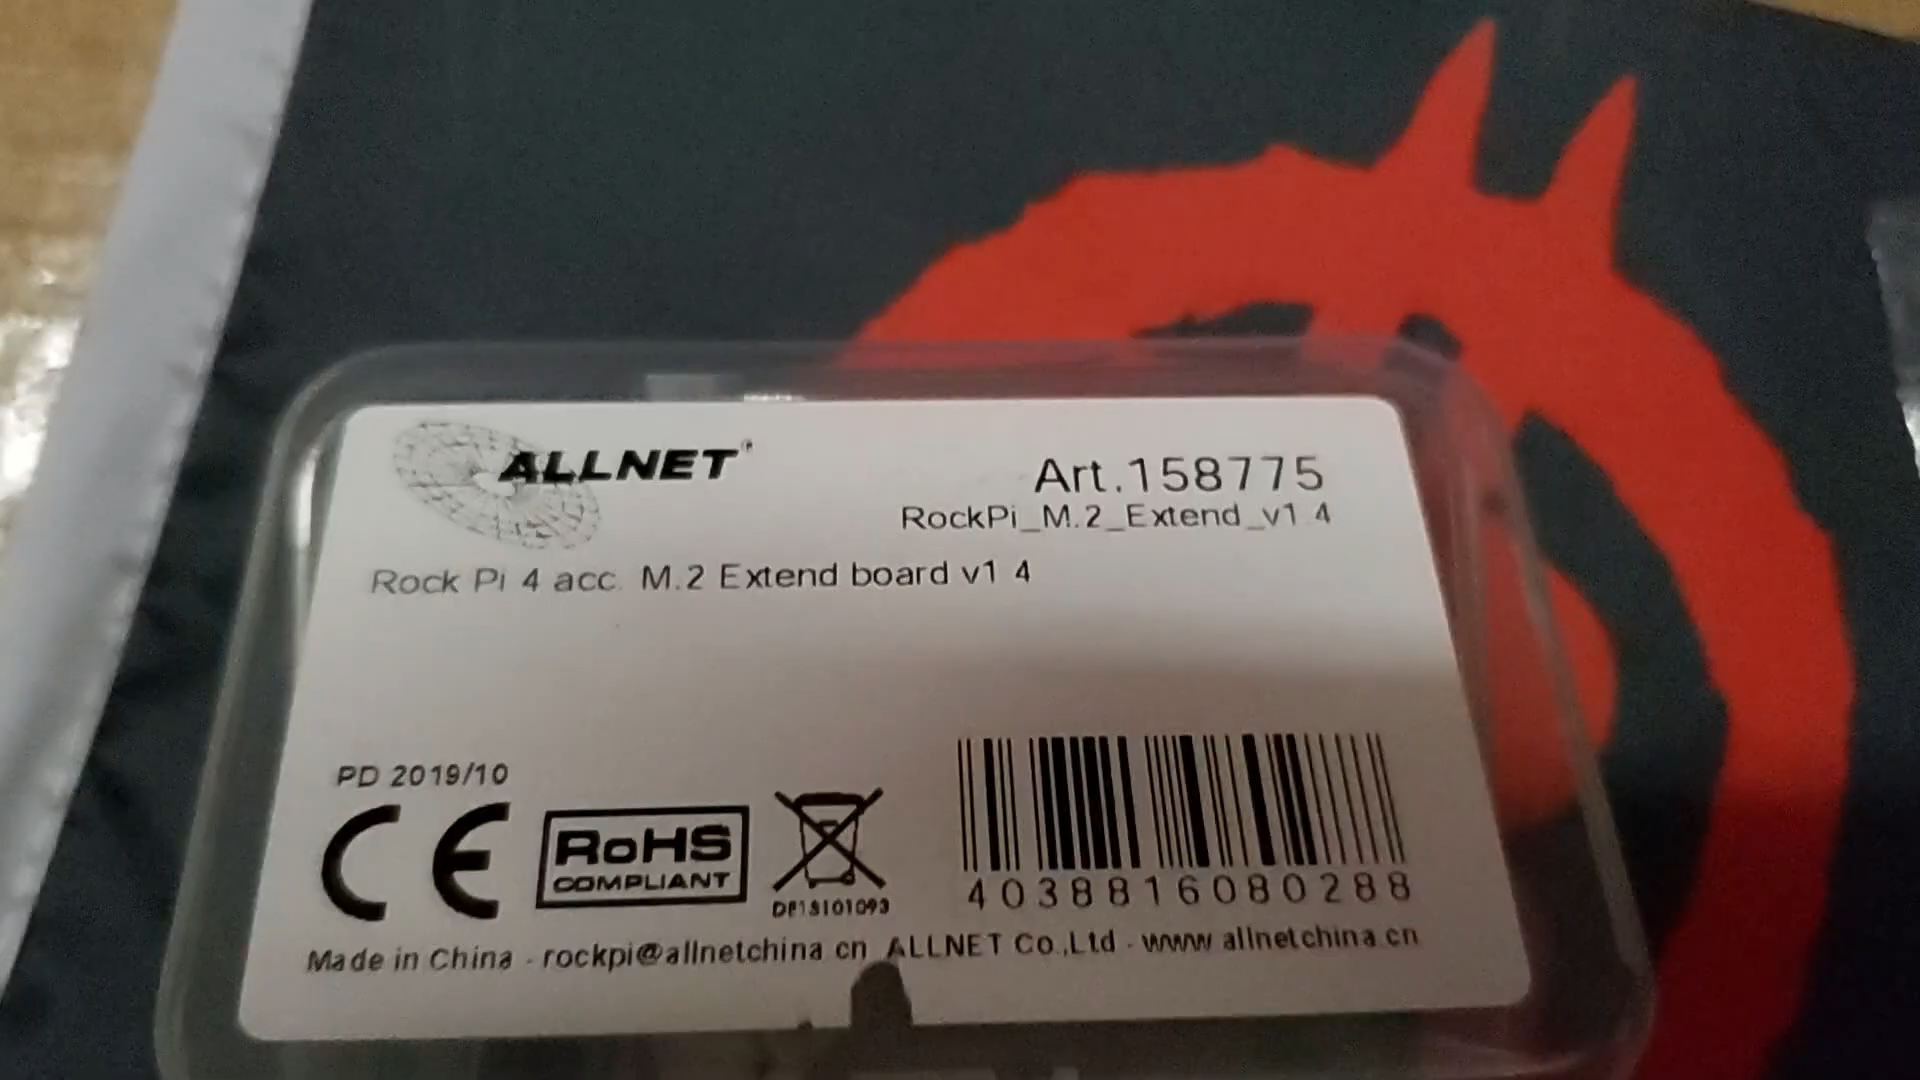 ALLNET
Art.158775
RockPi_M.2_Extend_v1.4
Rock Pi 4 acc. M.2 Extend board v1.4
PD 2019/10
CE
RoHS
COMPLIANT
4038816080288
Made in China - rockpi@allnetchina.cn ALLNET Co.,Ltd - www.allnetchina.cn